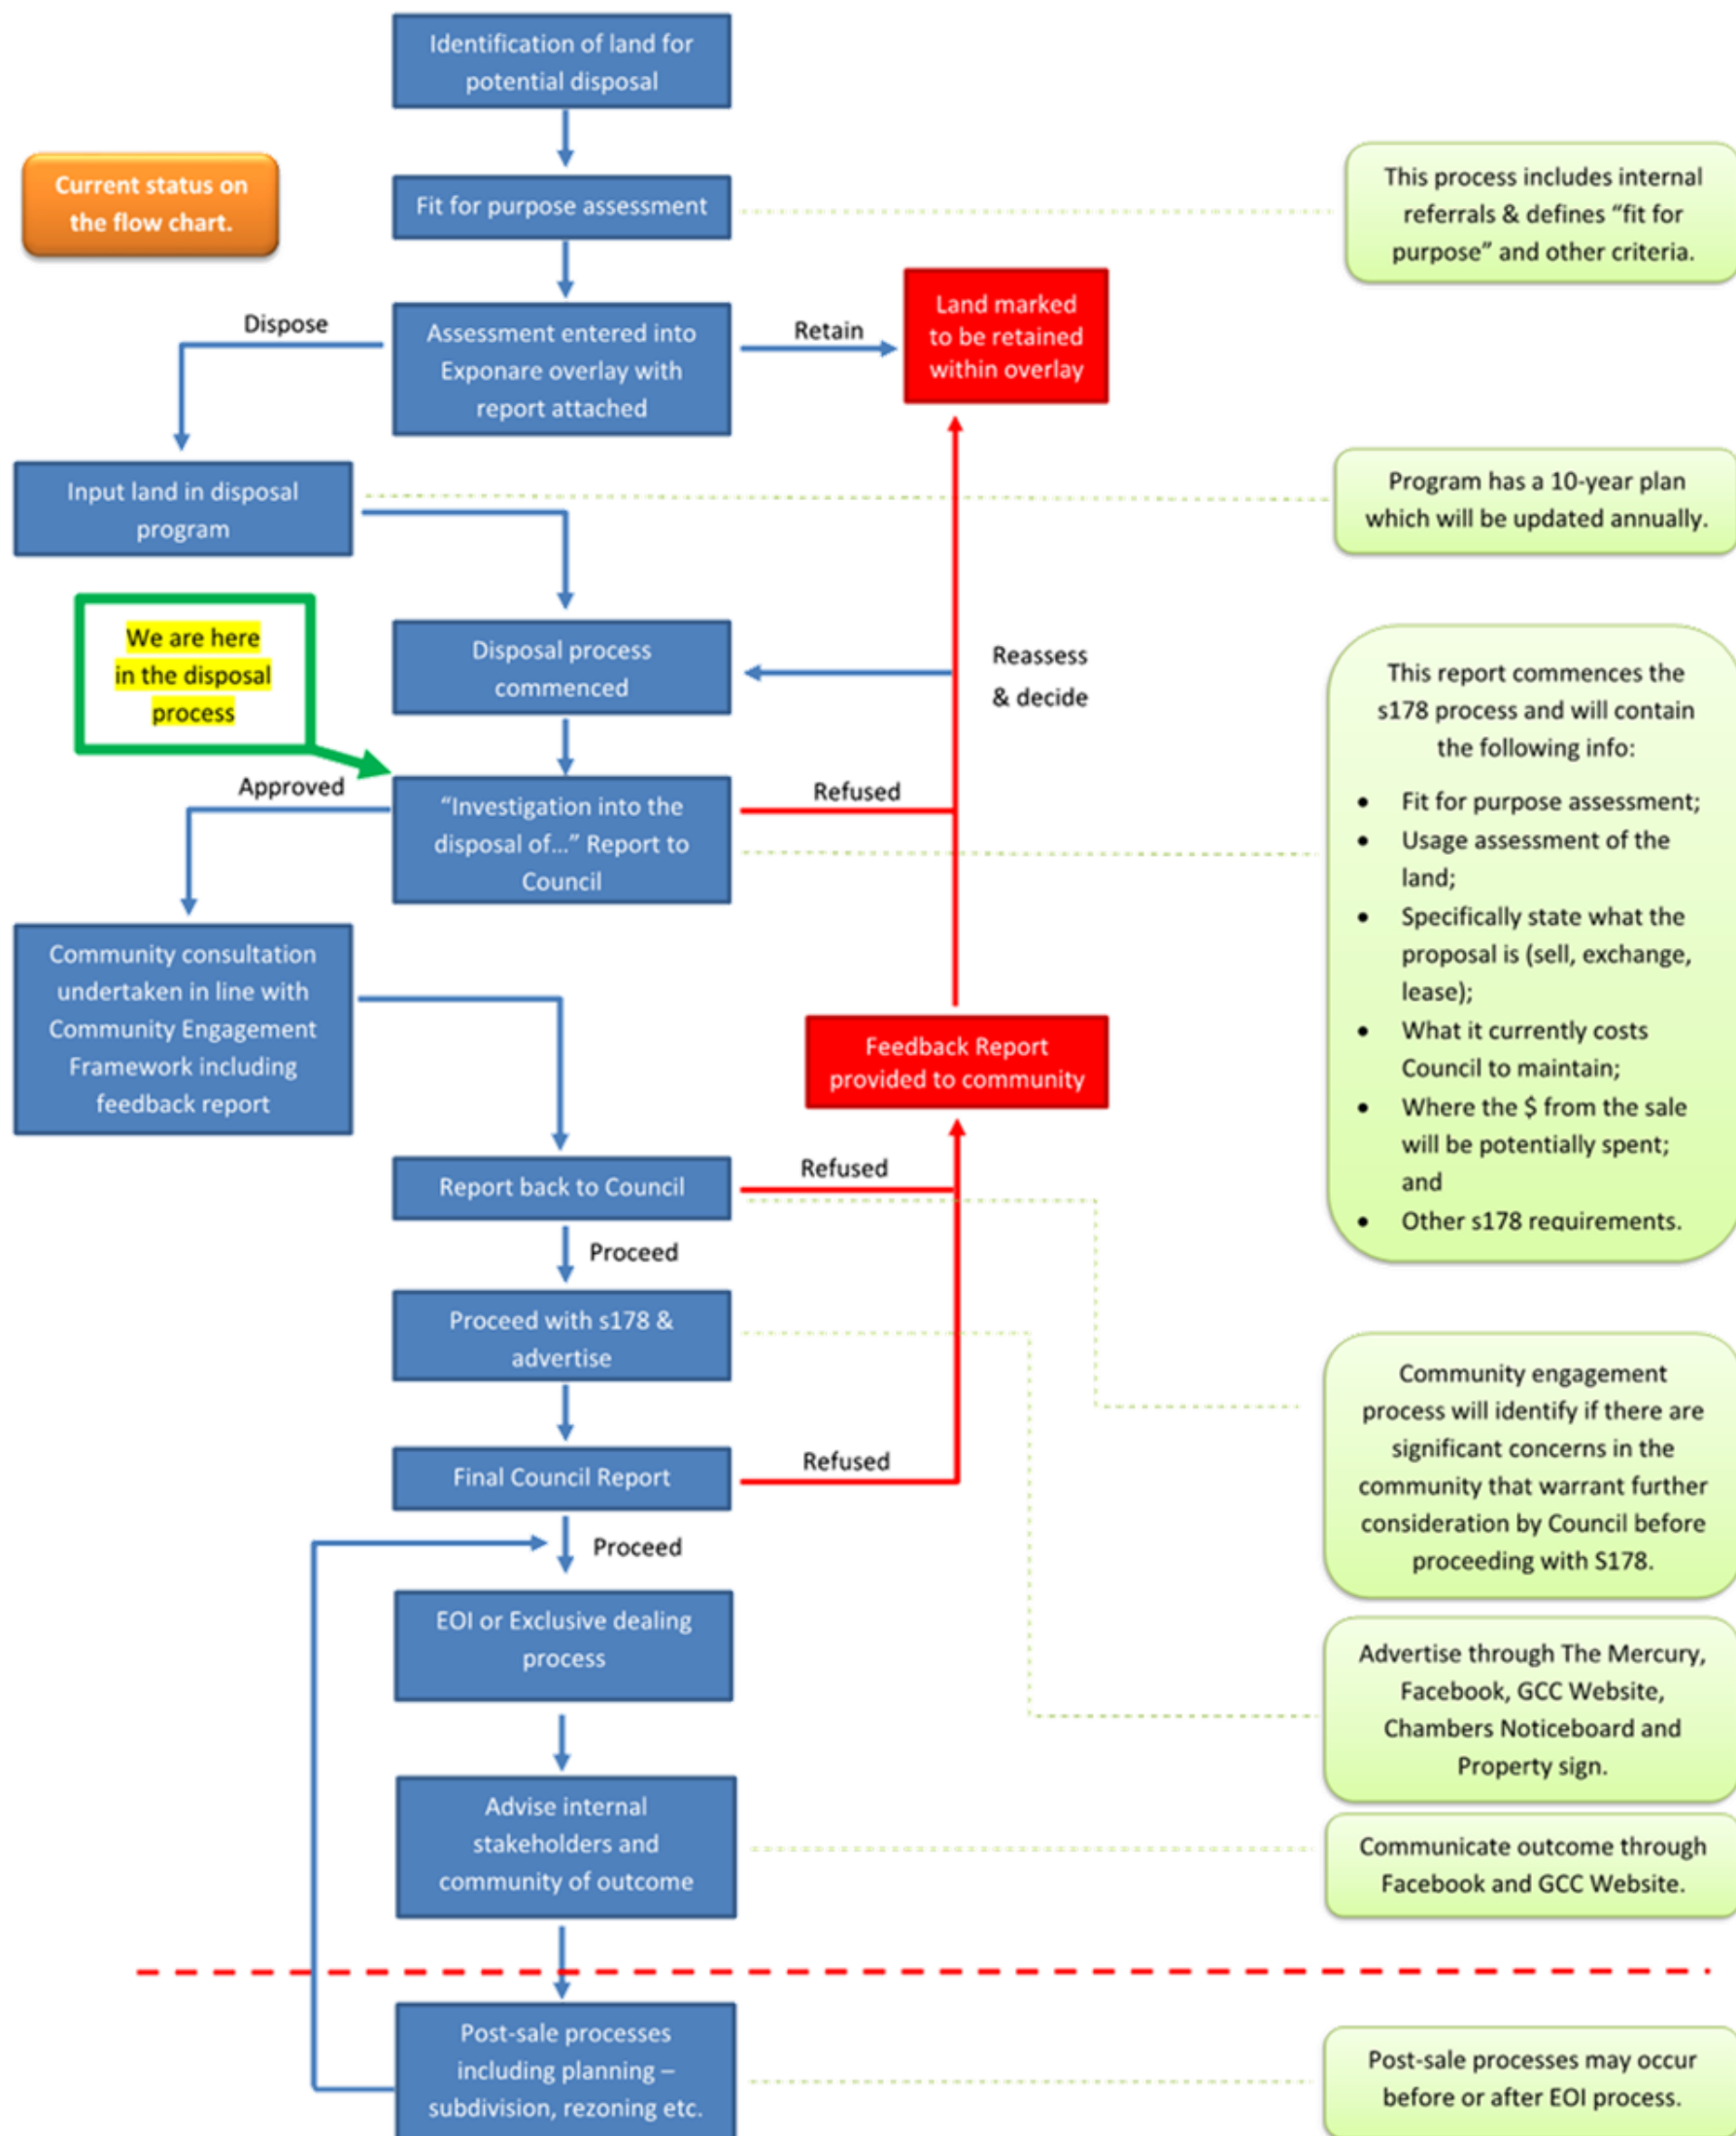 Identification of land for
potential disposal
Current status on
the flow chart.
Fit for purpose assessment
This process includes internal
referrals & defines “fit for
purpose” and other criteria.
Dispose
Assessment entered into
Exponare overlay with
report attached
Retain
Land marked
to be retained
within overlay
Input land in disposal
program
Program has a 10-year plan
which will be updated annually.
We are here
in the disposal
process
Disposal process
commenced
Reassess
& decide
Approved
“Investigation into the
disposal of…” Report to
Council
Refused
This report commences the
s178 process and will contain
the following info:
• Fit for purpose assessment;
• Usage assessment of the
land;
• Specifically state what the
proposal is (sell, exchange,
lease);
• What it currently costs
Council to maintain;
• Where the $ from the sale
will be potentially spent;
and
• Other s178 requirements.
Community consultation
undertaken in line with
Community Engagement
Framework including
feedback report
Feedback Report
provided to community
Report back to Council
Refused
Proceed
Proceed with s178 &
advertise
Community engagement
process will identify if there are
significant concerns in the
community that warrant further
consideration by Council before
proceeding with S178.
Final Council Report
Refused
Proceed
EOI or Exclusive dealing
process
Advertise through The Mercury,
Facebook, GCC Website,
Chambers Noticeboard and
Property sign.
Advise internal
stakeholders and
community of outcome
Communicate outcome through
Facebook and GCC Website.
Post-sale processes
including planning –
subdivision, rezoning etc.
Post-sale processes may occur
before or after EOI process.